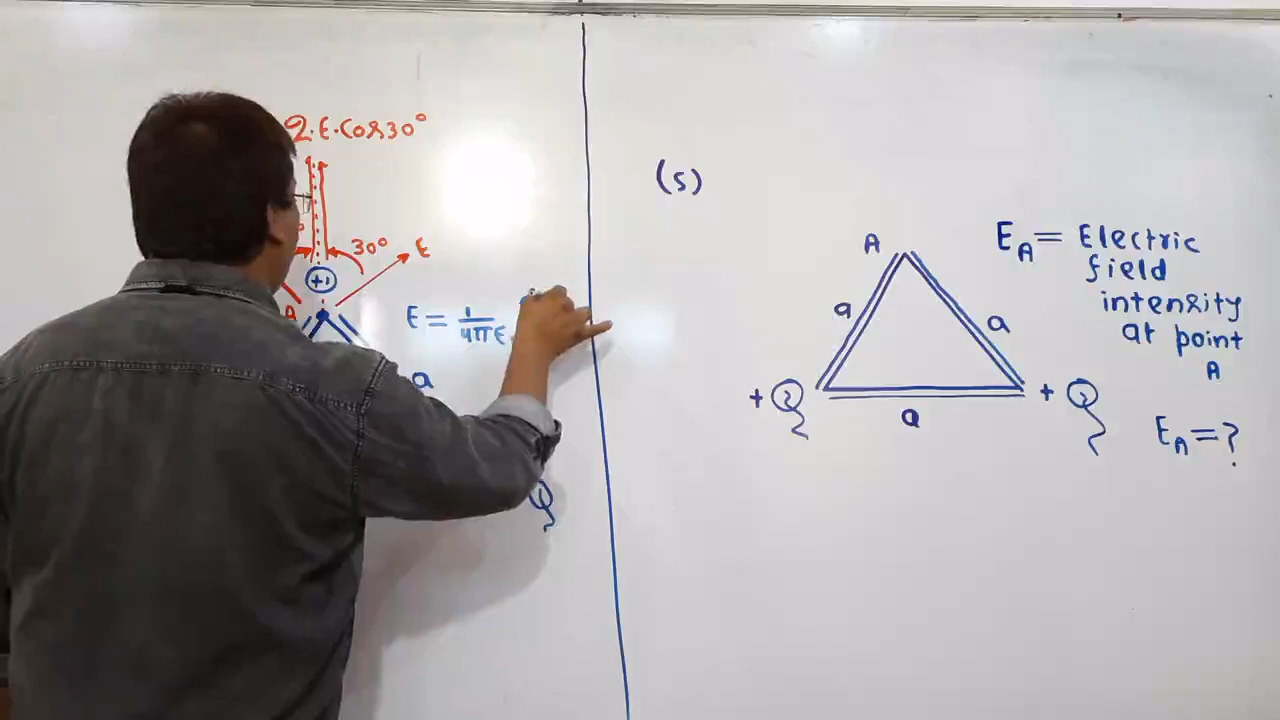 2·E·Cos30°
30°
E
+1
A
E = 1/4πε
a
Q
(5)
A
a
a
+ Q
+ Q
a
E_A = Electric
field
intensity
at point
A
E_A = ?